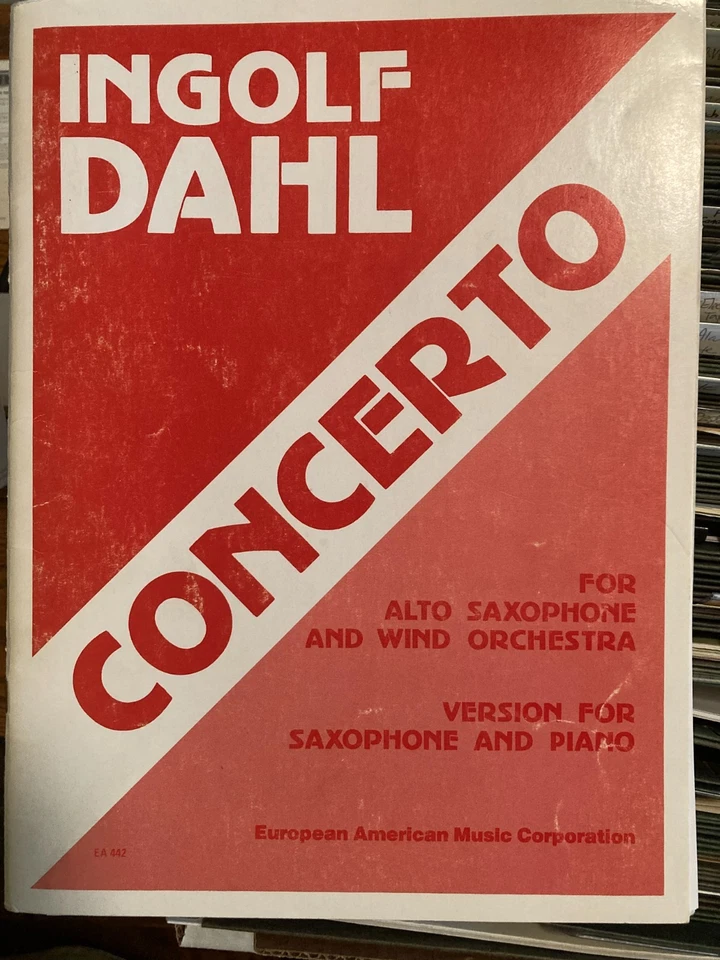 INGOLF
DAHL
CONCERTO
FOR
ALTO SAXOPHONE
AND WIND ORCHESTRA
VERSION FOR
SAXOPHONE AND PIANO
European American Music Corporation
EA 442